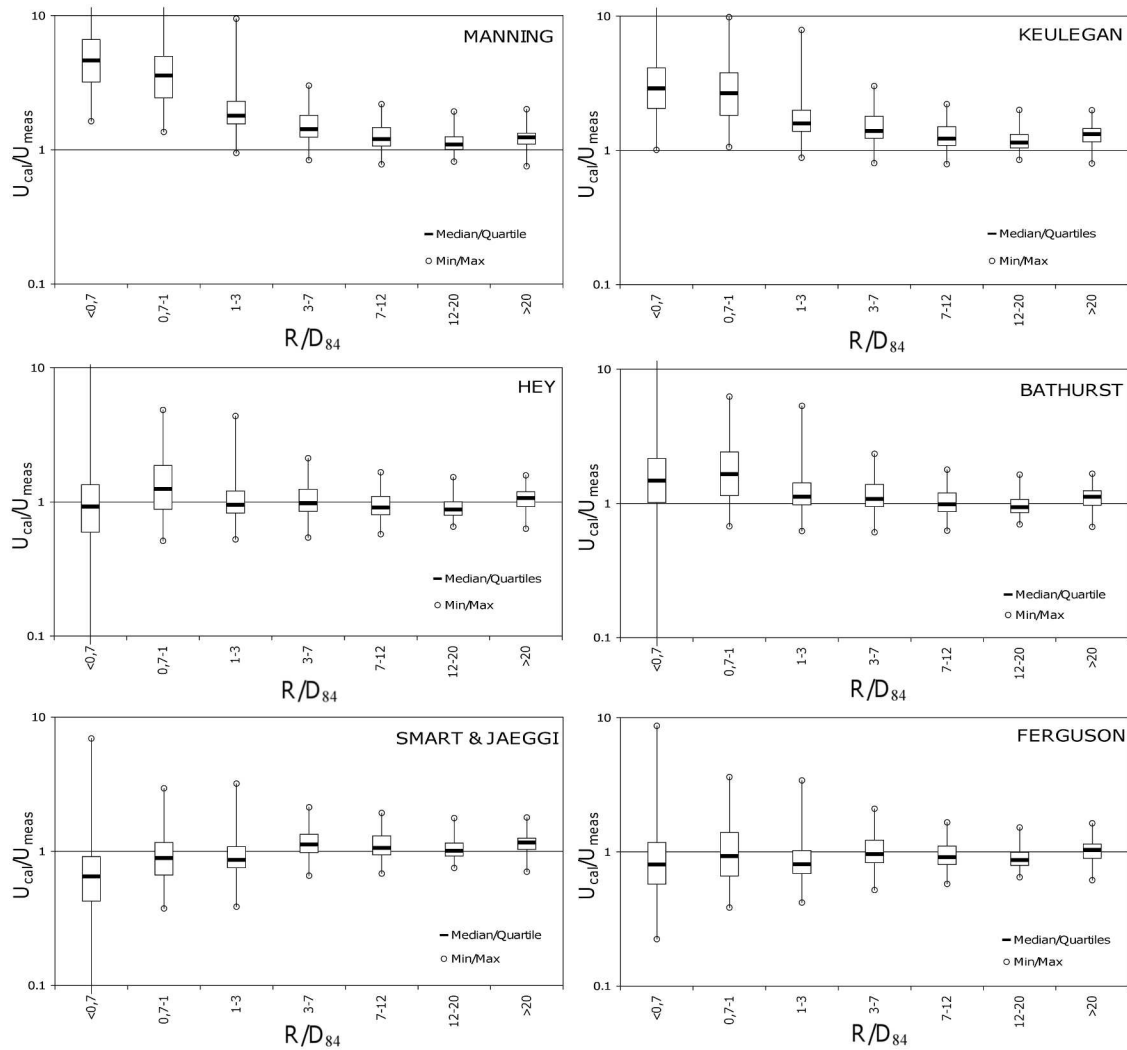 MANNING
10
1
0.1
U_cal/U_meas
Median/Quartile
Min/Max
<0,7
0,7-1
1-3
3-7
7-12
12-20
>20
R/D_84
KEULEGAN
10
1
0.1
U_cal/U_meas
Median/Quartiles
Min/Max
<0,7
0,7-1
1-3
3-7
7-12
12-20
>20
R/D_84
HEY
10
1
0.1
U_cal/U_meas
Median/Quartiles
Min/Max
<0,7
0,7-1
1-3
3-7
7-12
12-20
>20
R/D_84
BATHURST
10
1
0.1
U_cal/U_meas
Median/Quartile
Min/Max
<0,7
0,7-1
1-3
3-7
7-12
12-20
>20
R/D_84
SMART & JAEGGI
10
1
0.1
U_cal/U_meas
Median/Quartile
Min/Max
<0,7
0,7-1
1-3
3-7
7-12
12-20
>20
R/D_84
FERGUSON
10
1
0.1
U_cal/U_meas
Median/Quartiles
Min/Max
<0,7
0,7-1
1-3
3-7
7-12
12-20
>20
R/D_84